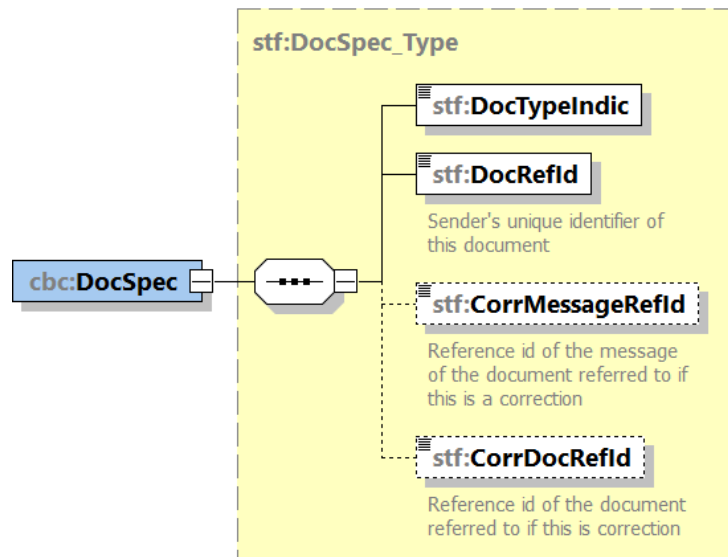 stf:DocSpec_Type
stf:DocTypeIndic
stf:DocRefId
Sender's unique identifier of
this document
cbc:DocSpec
stf:CorrMessageRefId
Reference id of the message
of the document referred to if
this is a correction
stf:CorrDocRefId
Reference id of the document
referred to if this is correction